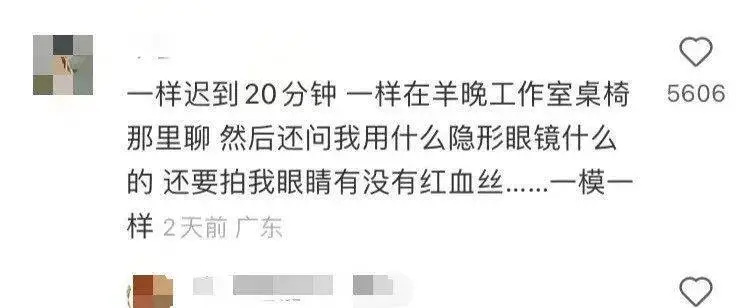 一样迟到20分钟 一样在羊晚工作室桌椅
5606
那里聊 然后还问我用什么隐形眼镜什么
的 还要拍我眼睛有没有红血丝……一模一
样 2天前 广东